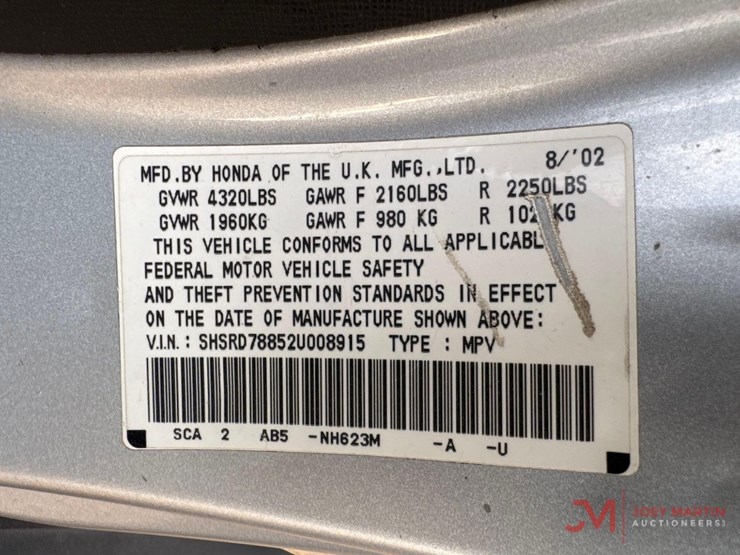 MFD.BY HONDA OF THE U.K. MFG.,LTD. 8/'02
GVWR 4320LBS GAWR F 2160LBS R 2250LBS
GVWR 1960KG GAWR F 980 KG R KG
THIS VEHICLE CONFORMS TO ALL APPLICABL
FEDERAL MOTOR VEHICLE SAFETY
AND THEFT PREVENTION STANDARDS IN EFFECT
ON THE DATE OF MANUFACTURE SHOWN ABOVE:
V.I.N.: SHSRD78852U008915 TYPE : MPV
SCA 2 AB5 -NH623M -A -U
JM JOEY MARTIN
AUCTIONEERS